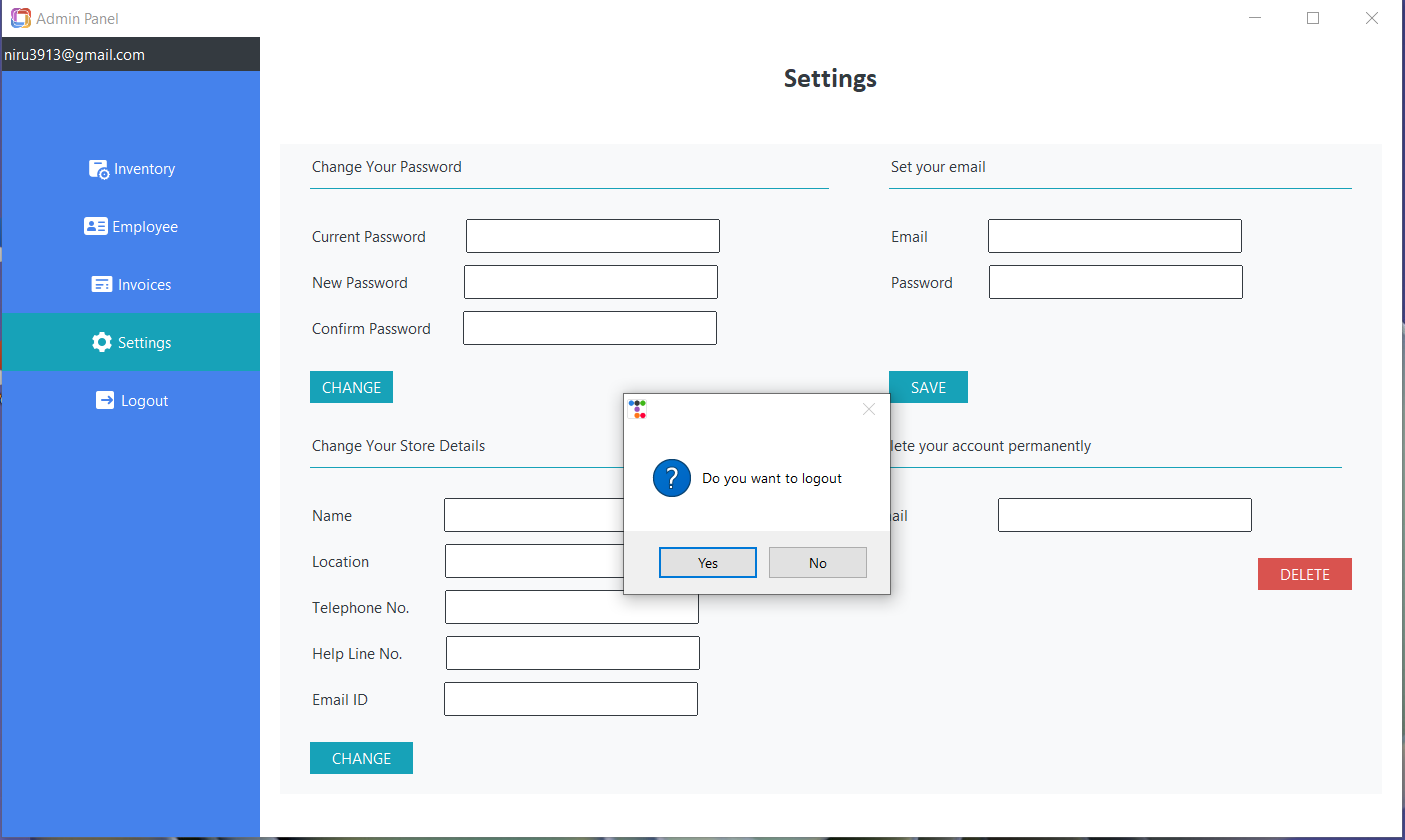 Admin Panel
niru3913@gmail.com
Inventory
Employee
Invoices
Settings
Logout
Settings
Change Your Password
Current Password
New Password
Confirm Password
CHANGE
Set your email
Email
Password
SAVE
Change Your Store Details
Name
Location
Telephone No.
Help Line No.
Email ID
CHANGE
lete your account permanently
ail
DELETE
Do you want to logout
Yes No